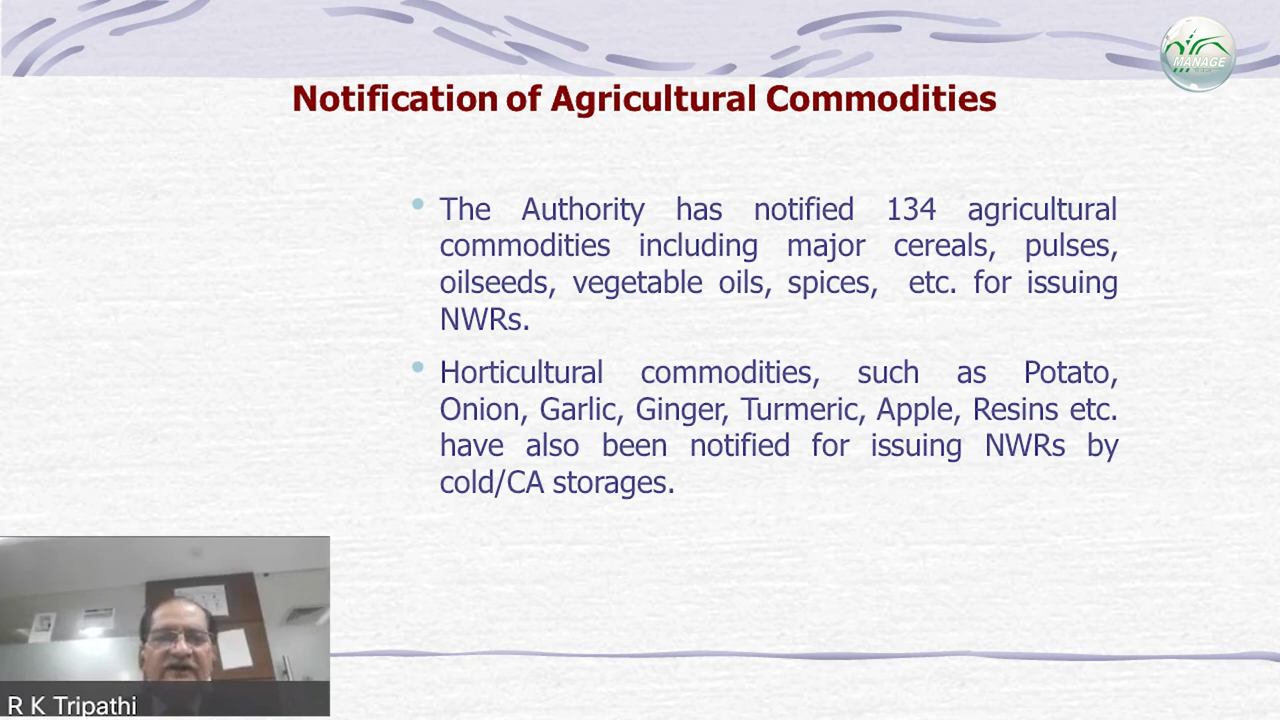 MANAGE
Notification of Agricultural Commodities
• The Authority has notified 134 agricultural
commodities including major cereals, pulses,
oilseeds, vegetable oils, spices, etc. for issuing
NWRs.
• Horticultural commodities, such as Potato,
Onion, Garlic, Ginger, Turmeric, Apple, Resins etc.
have also been notified for issuing NWRs by
cold/CA storages.
R K Tripathi